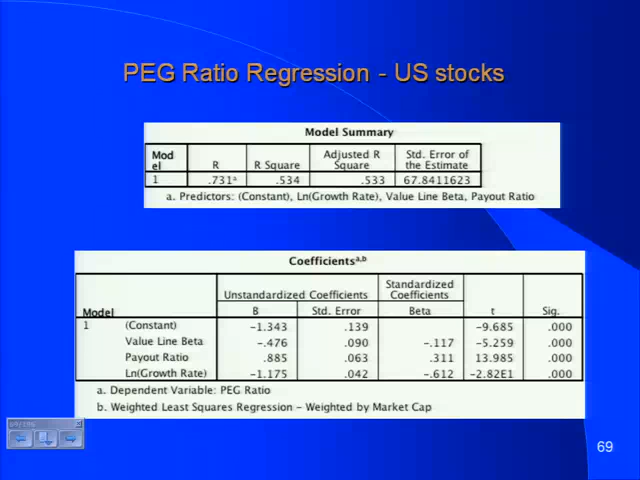 PEG Ratio Regression - US stocks
Model Summary
Mod el R R Square Adjusted R Square Std. Error of the Estimate
1 .731a .534 .533 67.8411623
a. Predictors: (Constant), Ln(Growth Rate), Value Line Beta, Payout Ratio
Coefficientsa,b
Unstandardized Coefficients Standardized Coefficients
Model B Std. Error Beta t Sig.
1 (Constant) -1.343 .139 -9.685 .000
Value Line Beta -.476 .090 -.117 -5.259 .000
Payout Ratio .885 .063 .311 13.985 .000
Ln(Growth Rate) -1.175 .042 -.612 -2.82E1 .000
a. Dependent Variable: PEG Ratio
b. Weighted Least Squares Regression - Weighted by Market Cap
69